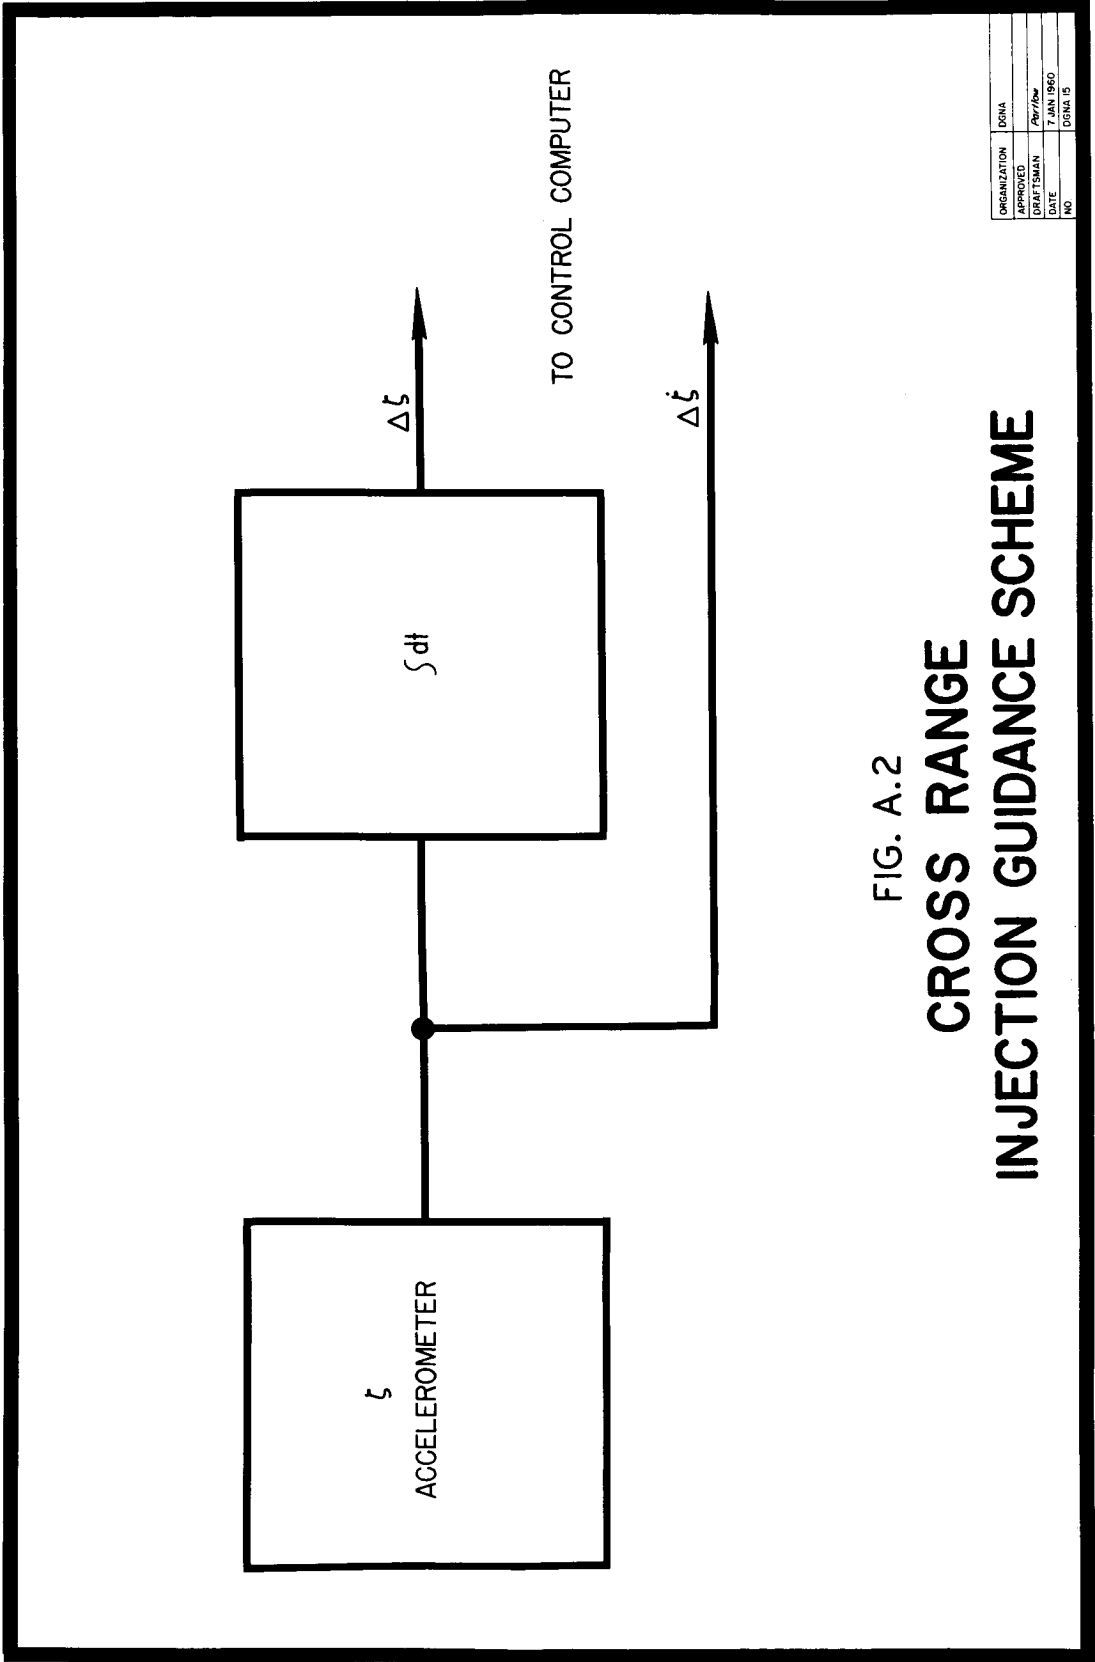 ζ
ACCELEROMETER
∫dt
Δζ
TO CONTROL COMPUTER
Δζ̇
FIG. A.2
CROSS RANGE
INJECTION GUIDANCE SCHEME
ORGANIZATION DGNA
APPROVED
DRAFTSMAN Partlow
DATE 7 JAN 1960
NO. DGNA 15